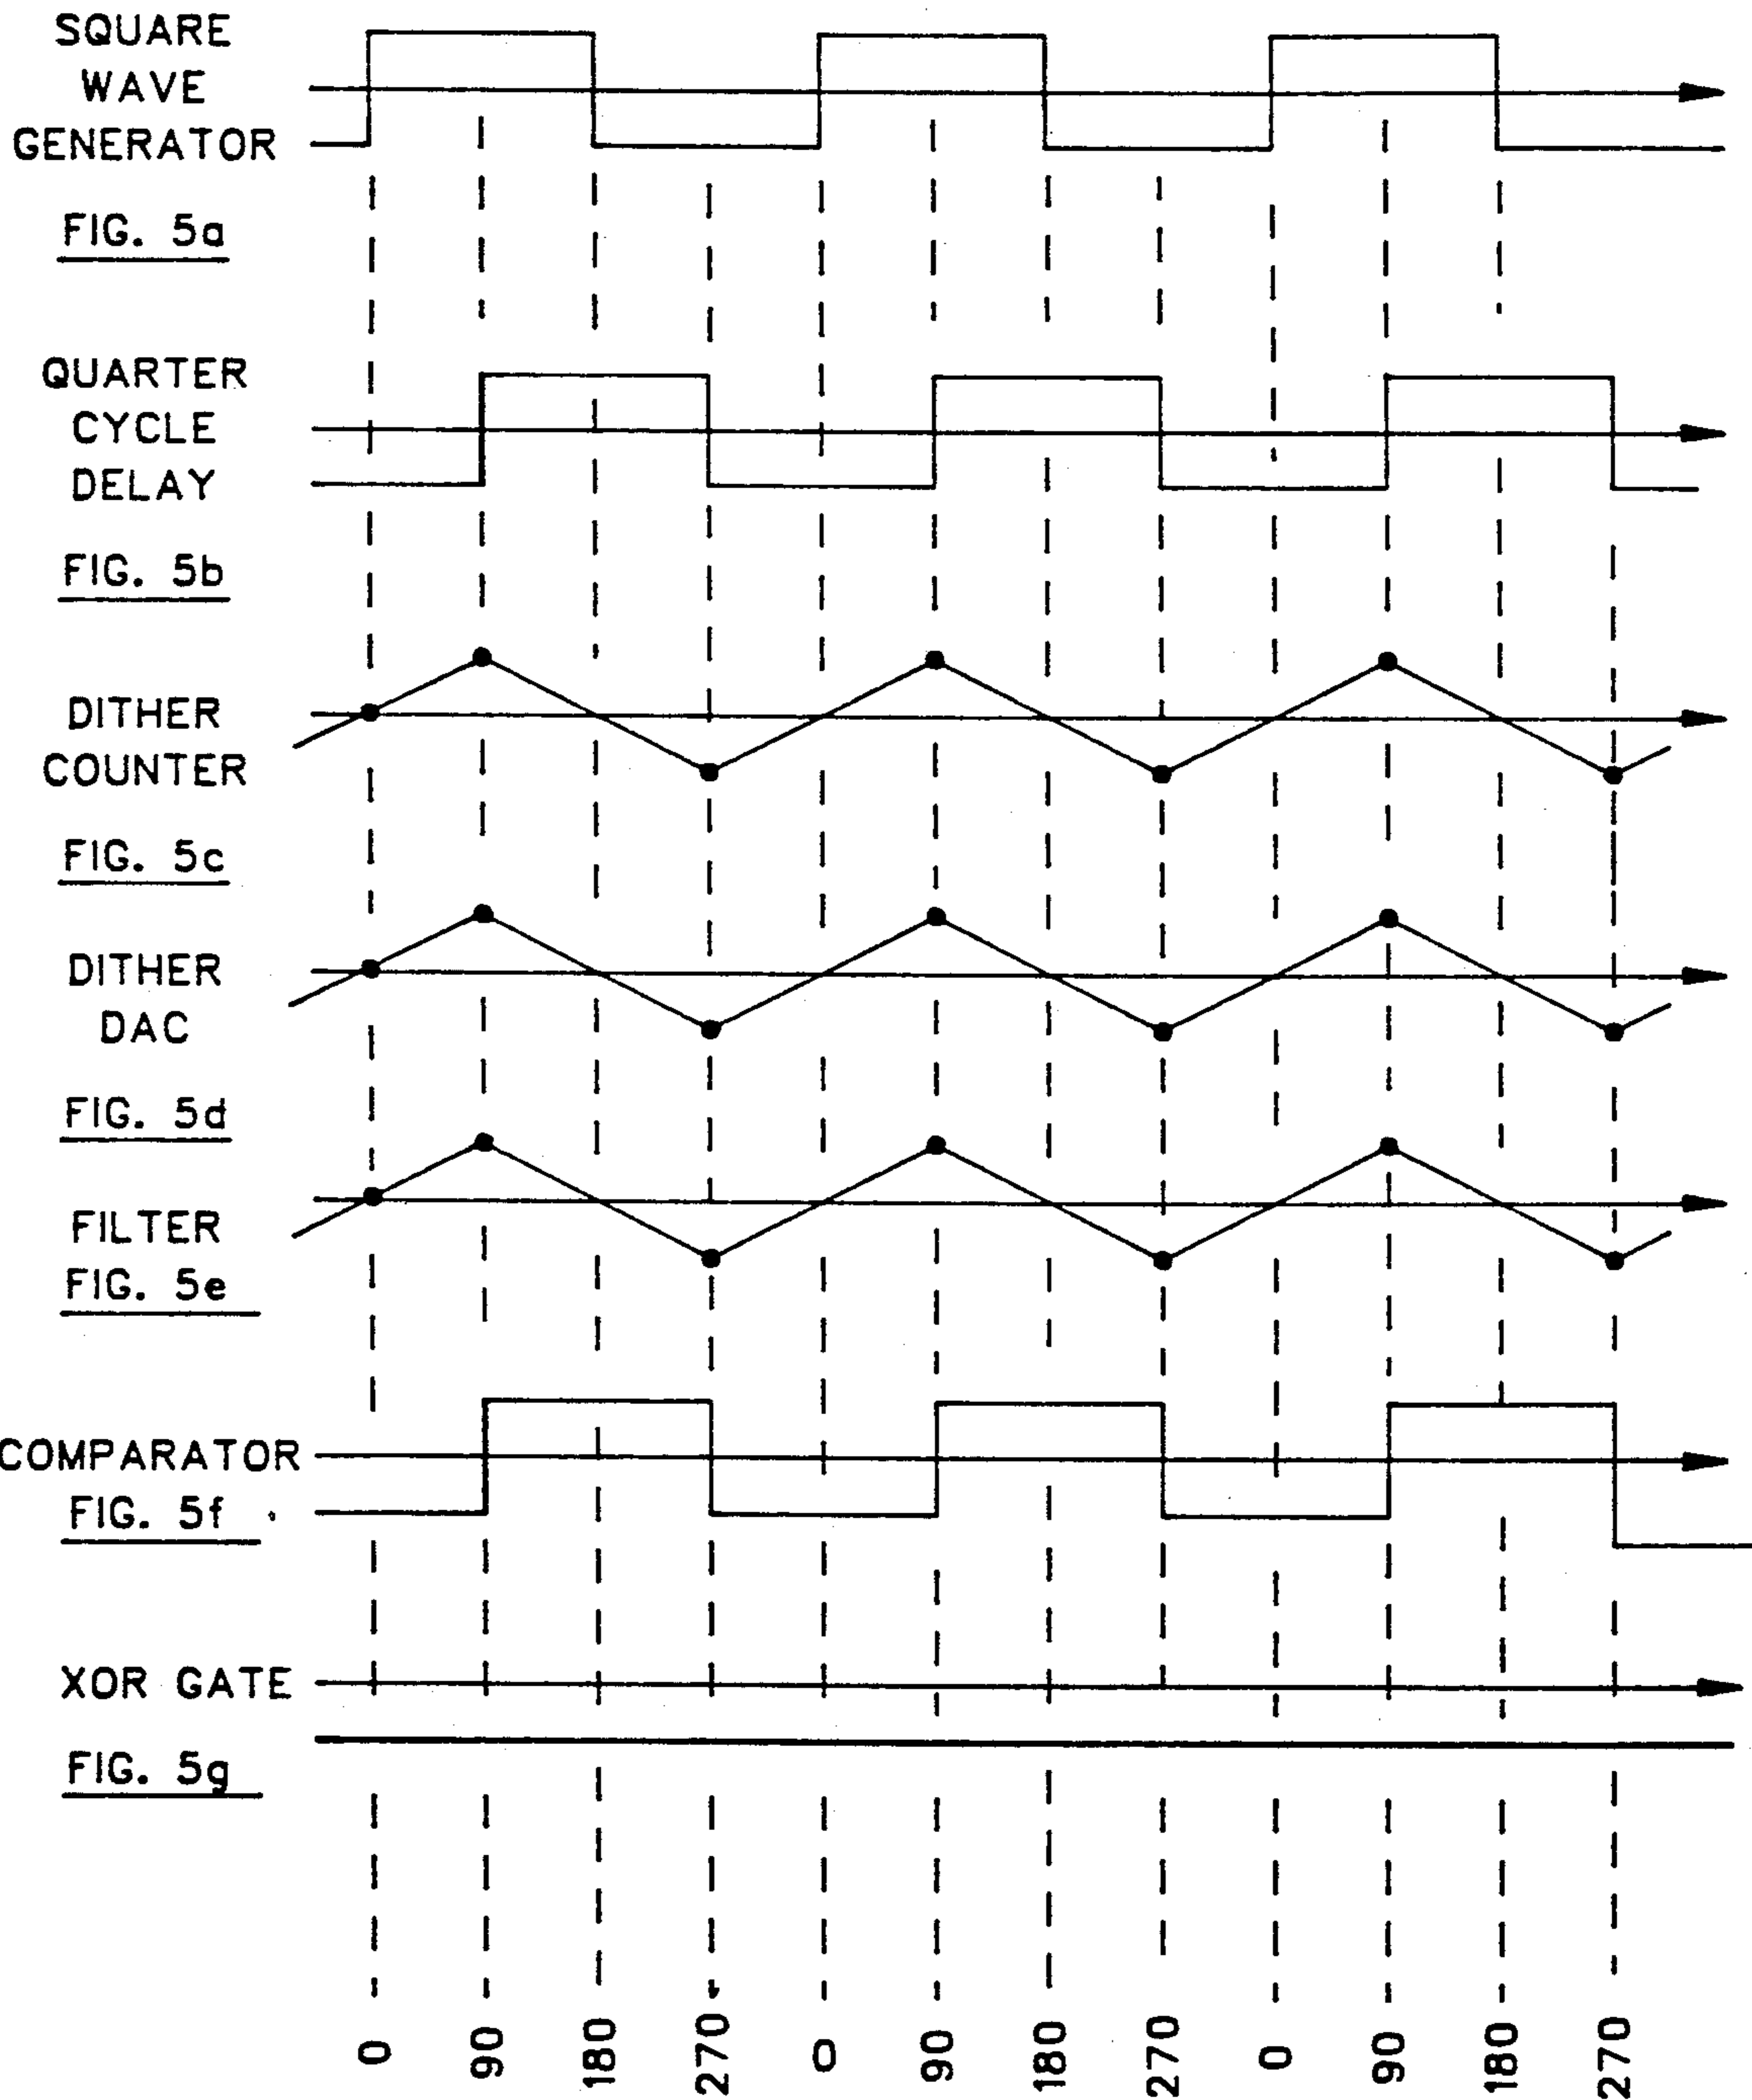 SQUARE
WAVE
GENERATOR
FIG. 5a
QUARTER
CYCLE
DELAY
FIG. 5b
DITHER
COUNTER
FIG. 5c
DITHER
DAC
FIG. 5d
FILTER
FIG. 5e
COMPARATOR
FIG. 5f
XOR GATE
FIG. 5g
0 90 180 270 0 90 180 270 0 90 180 270